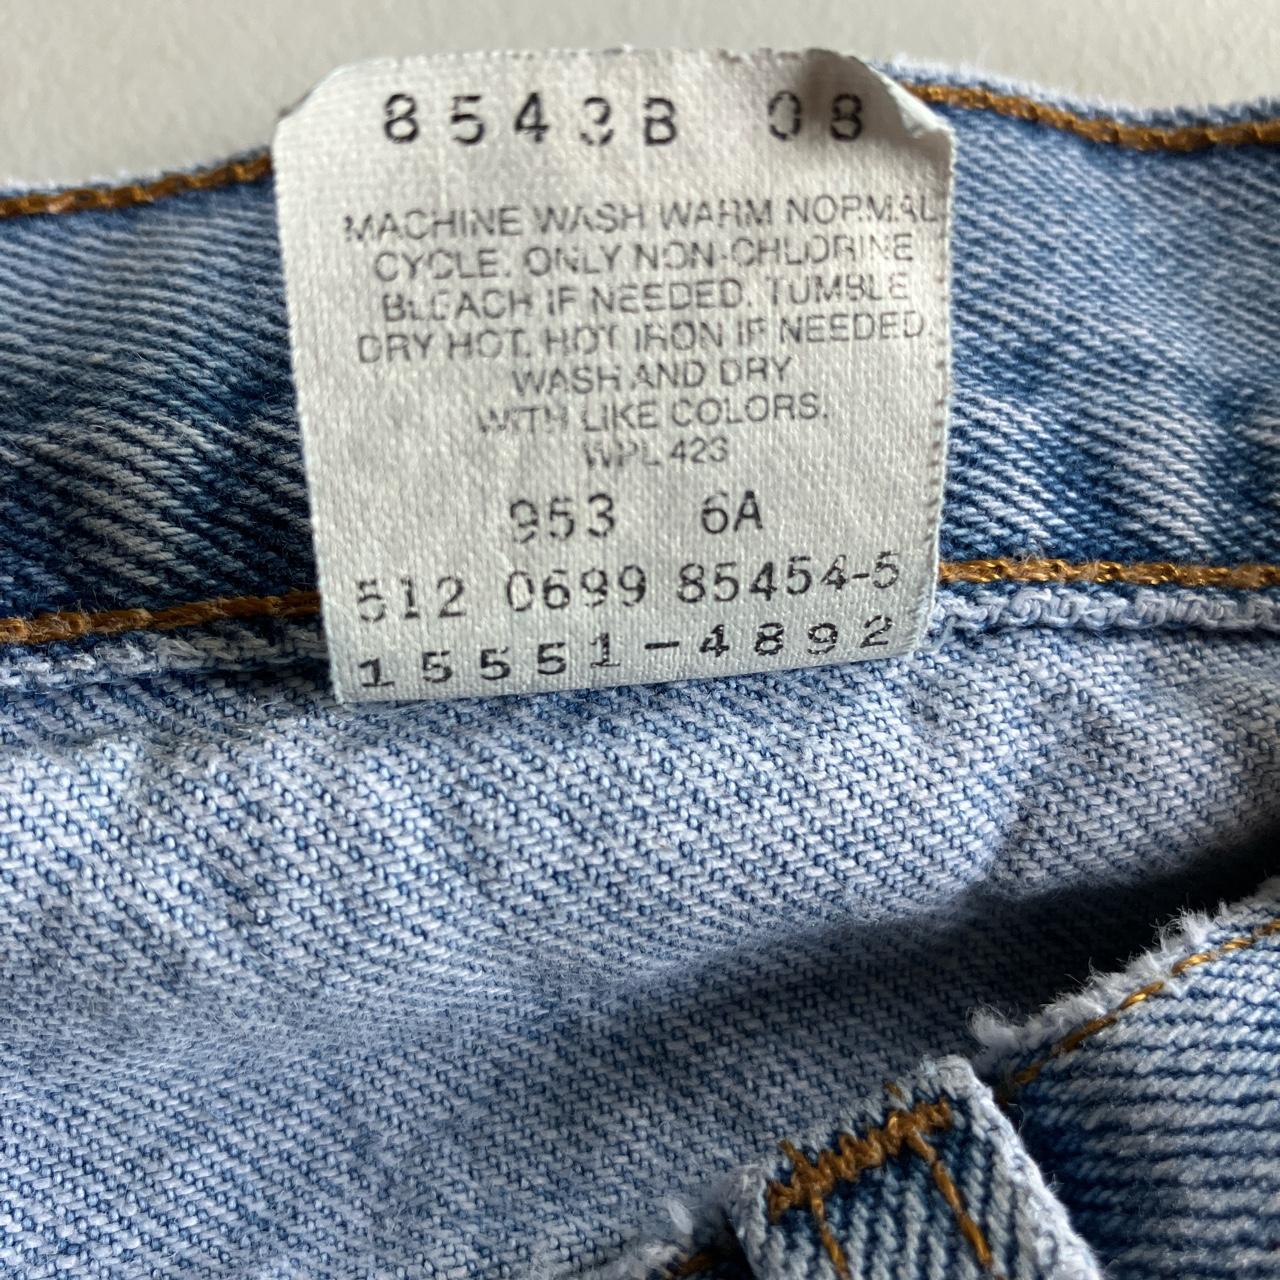 8543B 08
MACHINE WASH WARM NORMAL
CYCLE. ONLY NON-CHLORINE
BLEACH IF NEEDED. TUMBLE
DRY HOT. HOT IRON IF NEEDED.
WASH AND DRY
WITH LIKE COLORS.
WPL 423
953 6A
512 0699 85454-5
15551-4892